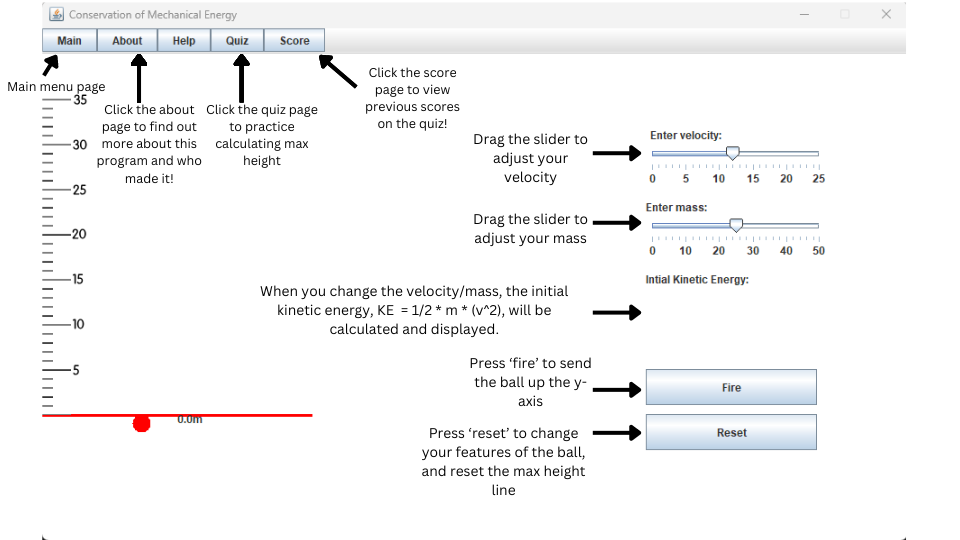 Conservation of Mechanical Energy
Main
About
Help
Quiz
Score
Main menu page
Click the about
page to find out
more about this
program and who
made it!
Click the quiz page
to practice
calculating max
height
Click the score
page to view
previous scores
on the quiz!
35
30
25
20
15
10
5
0.0m
Drag the slider to
adjust your
velocity
Enter velocity:
0 5 10 15 20 25
Drag the slider to
adjust your mass
Enter mass:
0 10 20 30 40 50
Intial Kinetic Energy:
When you change the velocity/mass, the initial
kinetic energy, KE = 1/2 * m * (v^2), will be
calculated and displayed.
Press ‘fire’ to send
the ball up the y-
axis
Fire
Press ‘reset’ to change
your features of the ball,
and reset the max height
line
Reset